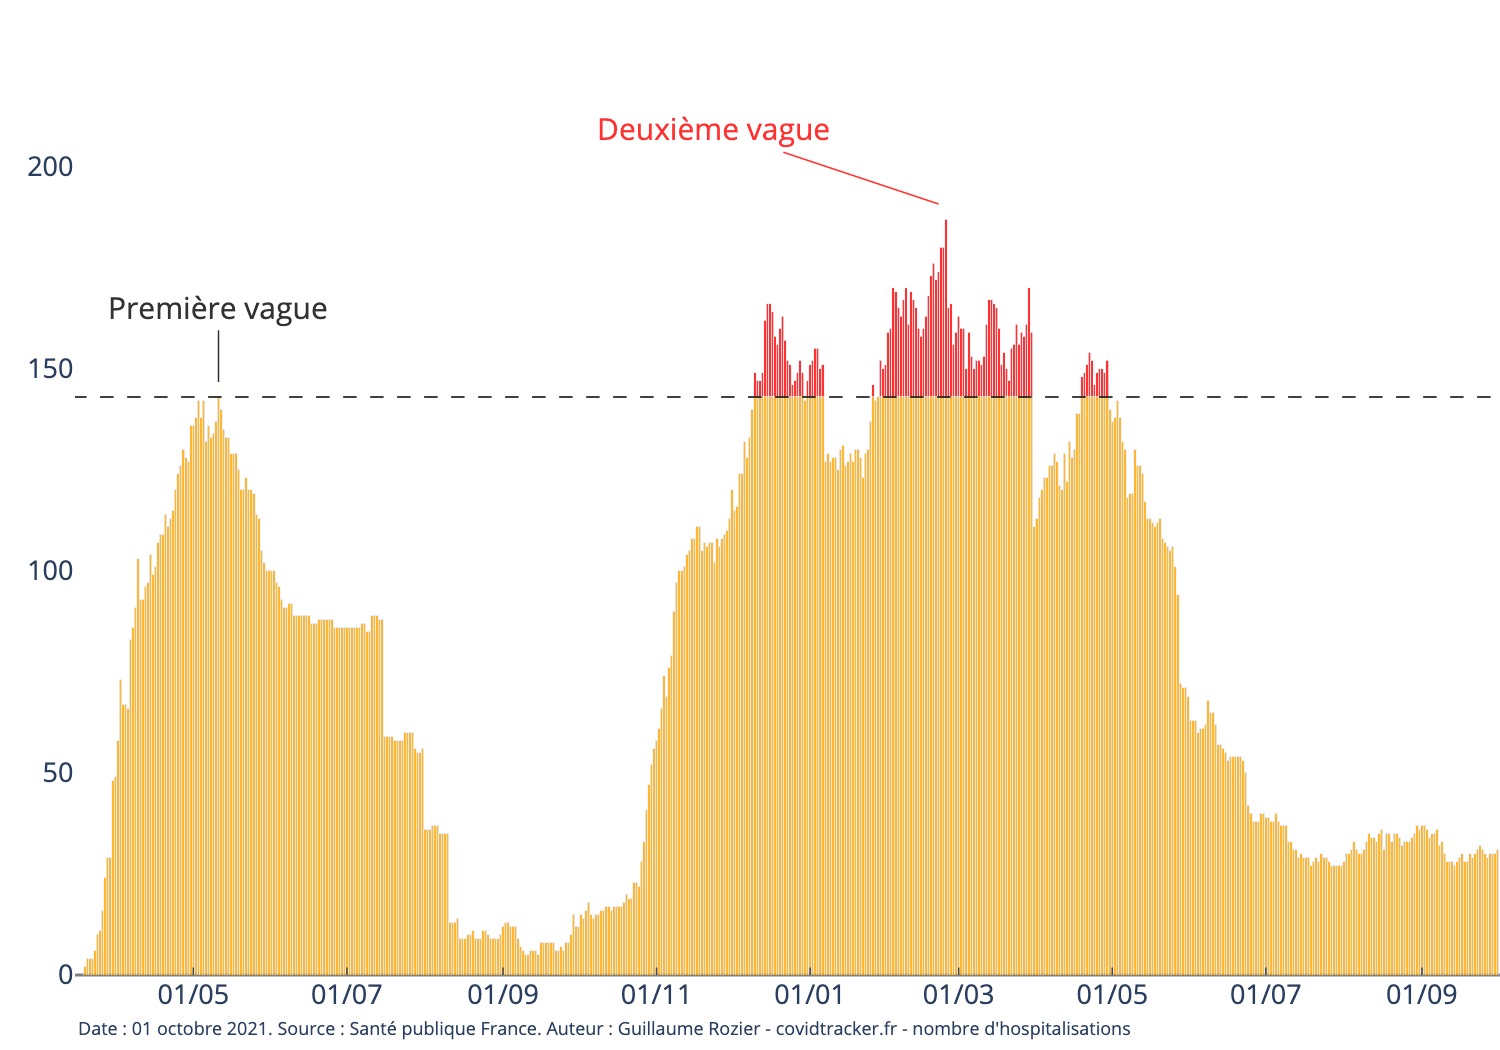 Deuxième vague
200
Première vague
150
100
50
0
01/05 01/07 01/09 01/11 01/01 01/03 01/05 01/07 01/09
Date : 01 octobre 2021. Source : Santé publique France. Auteur : Guillaume Rozier - covidtracker.fr - nombre d'hospitalisations